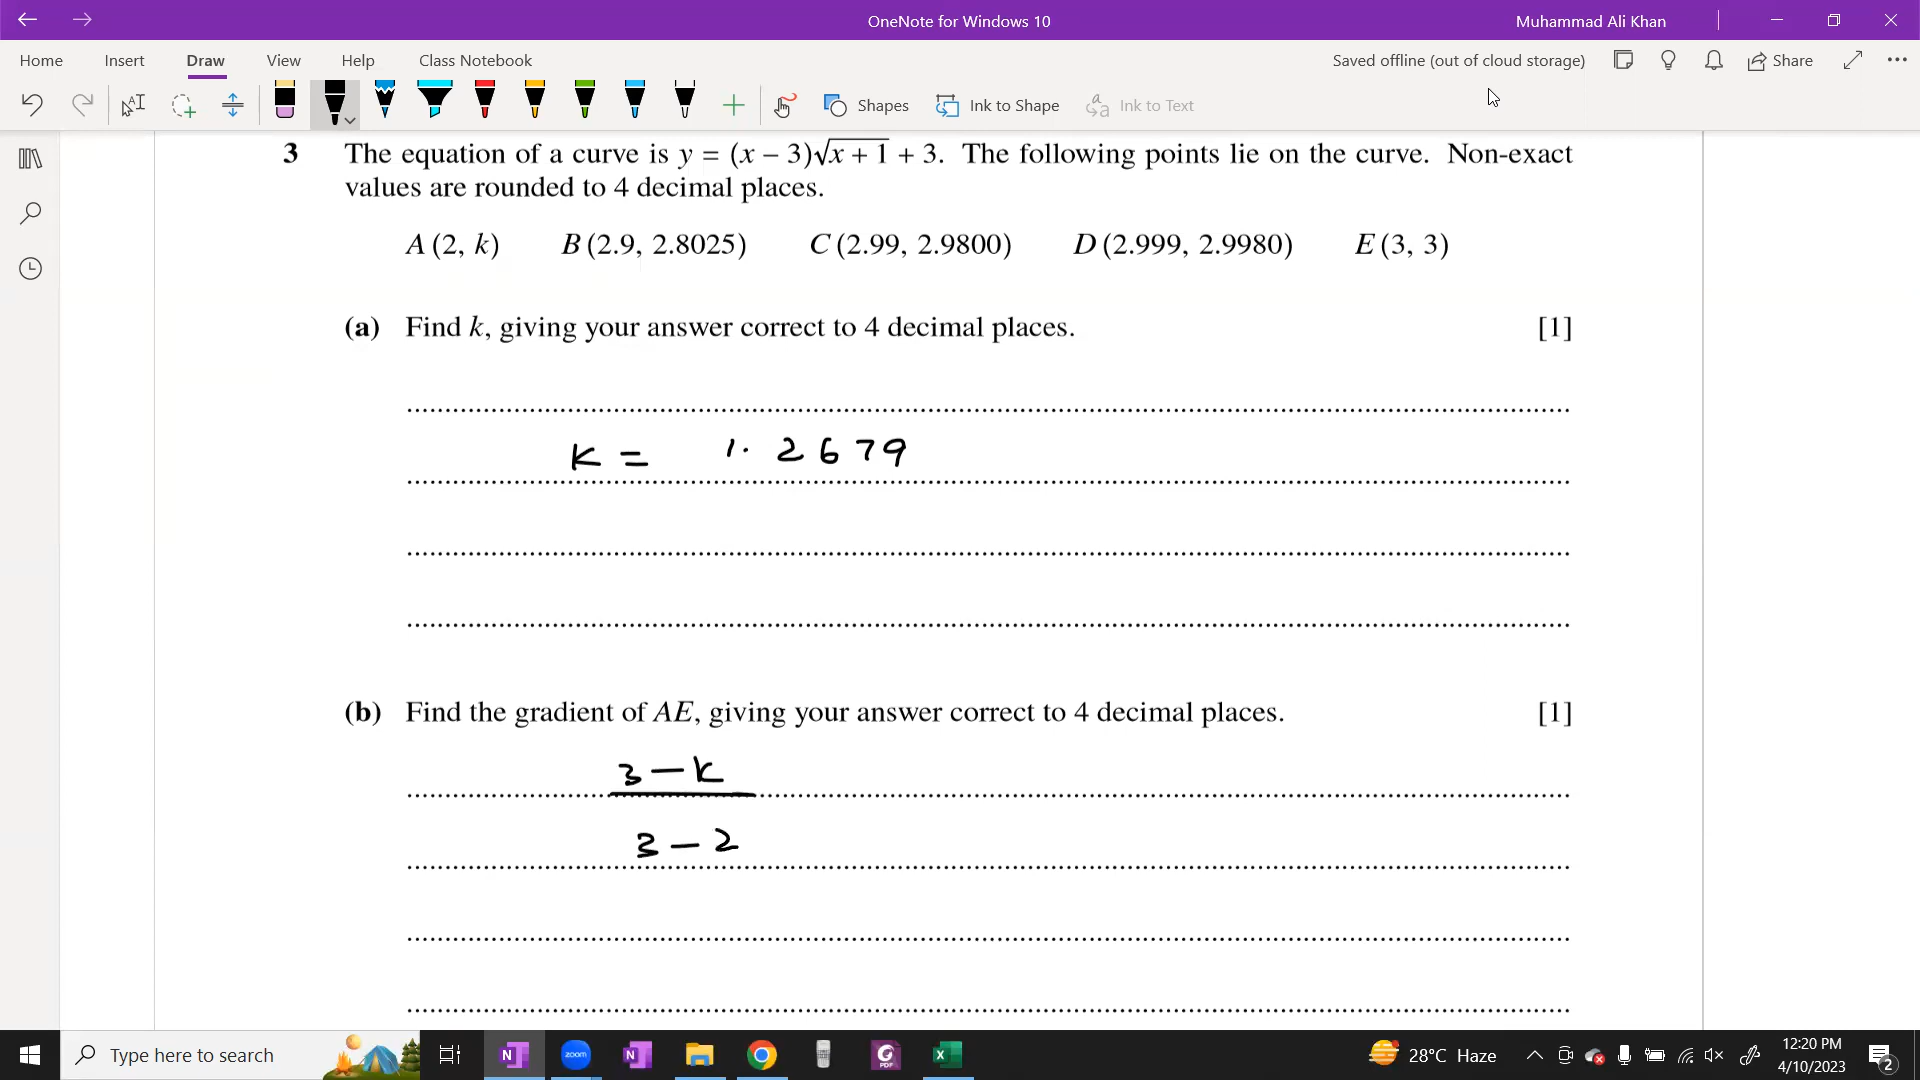 OneNote for Windows 10
Muhammad Ali Khan
Home Insert Draw View Help Class Notebook
Saved offline (out of cloud storage)
Share
Shapes
Ink to Shape
Ink to Text
3 The equation of a curve is y = (x − 3)√(x + 1) + 3. The following points lie on the curve. Non-exact
values are rounded to 4 decimal places.
A (2, k) B (2.9, 2.8025) C (2.99, 2.9800) D (2.999, 2.9980) E (3, 3)
(a) Find k, giving your answer correct to 4 decimal places. [1]
K = 1.2679
(b) Find the gradient of AE, giving your answer correct to 4 decimal places. [1]
3 − K
3 − 2
Type here to search
zoom
28°C Haze
12:20 PM
4/10/2023
2